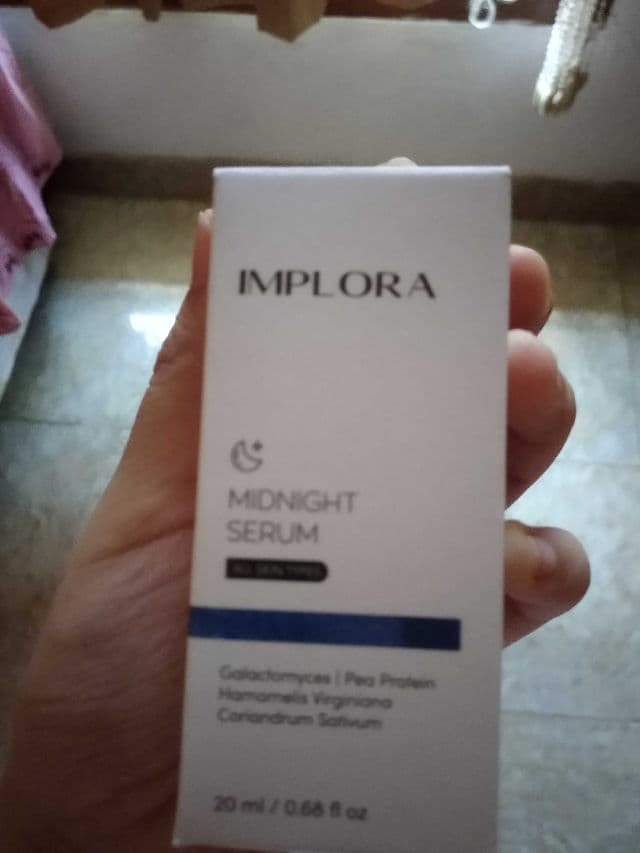 IMPLORA
MIDNIGHT
SERUM
ALL SKIN TYPES
Galactomyces | Pea Protein
Hamamelis Virginiana
Coriandrum Sativum
20 ml / 0.68 fl oz